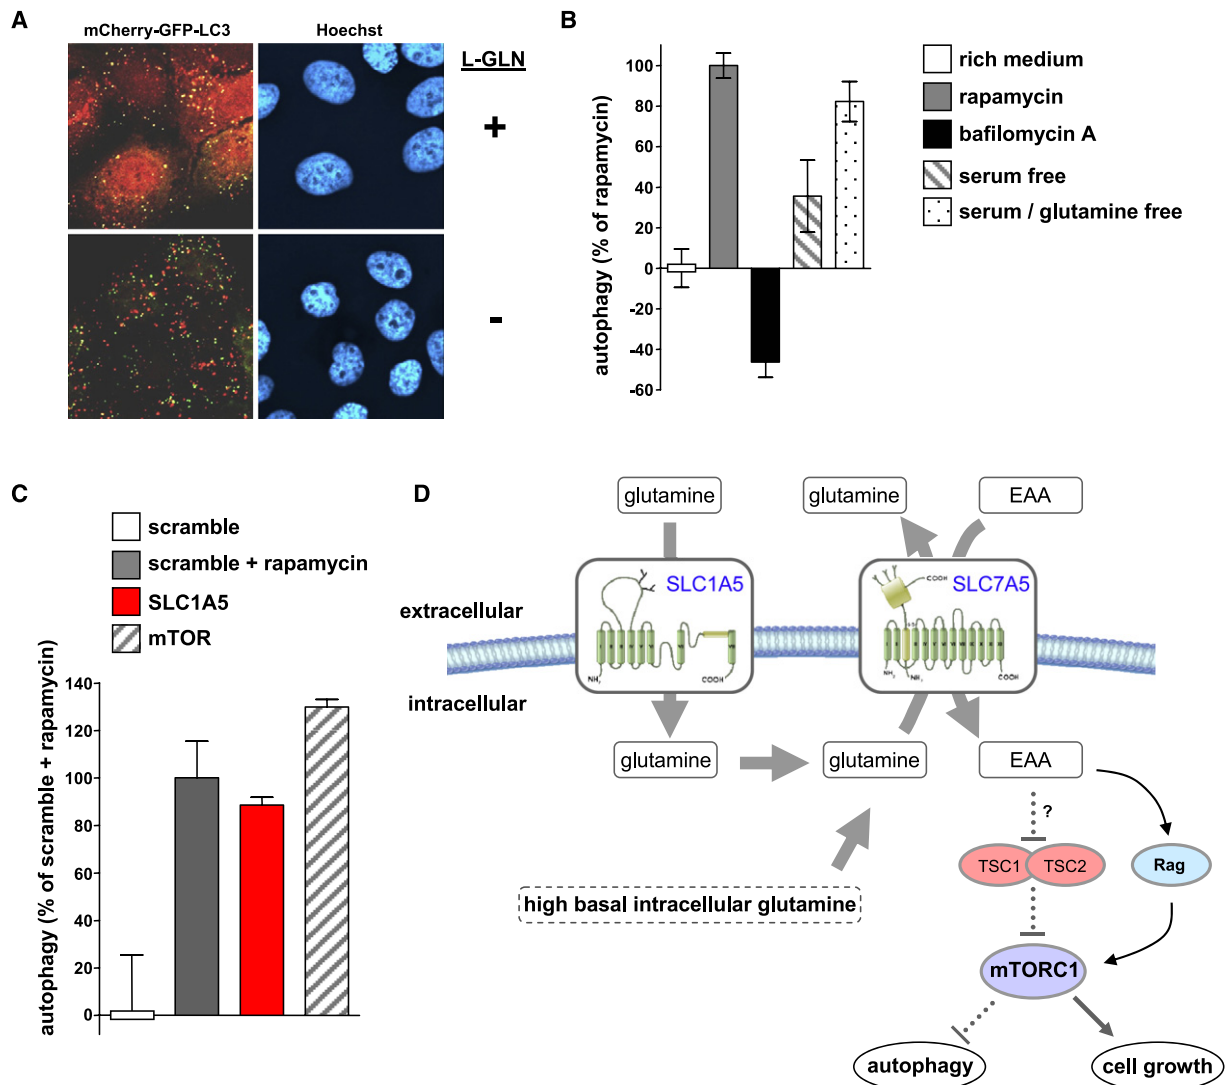 A
mCherry-GFP-LC3
Hoechst
L-GLN
+
-
B
autophagy (% of rapamycin)
100
80
60
40
20
0
-20
-40
-60
rich medium
rapamycin
bafilomycin A
serum free
serum / glutamine free
C
scramble
scramble + rapamycin
SLC1A5
mTOR
autophagy (% of scramble + rapamycin)
140
120
100
80
60
40
20
0
D
glutamine
glutamine
EAA
SLC1A5
SLC7A5
COOH
extracellular
intracellular
NH2
COOH
NH2
NH2
COOH
glutamine
glutamine
EAA
?
TSC1
TSC2
Rag
high basal intracellular glutamine
mTORC1
autophagy
cell growth